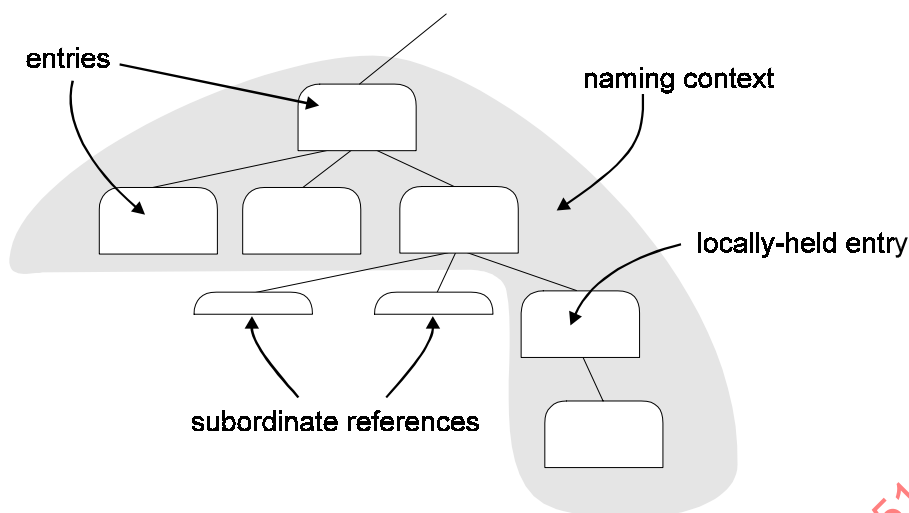 entries
naming context
locally-held entry
subordinate references